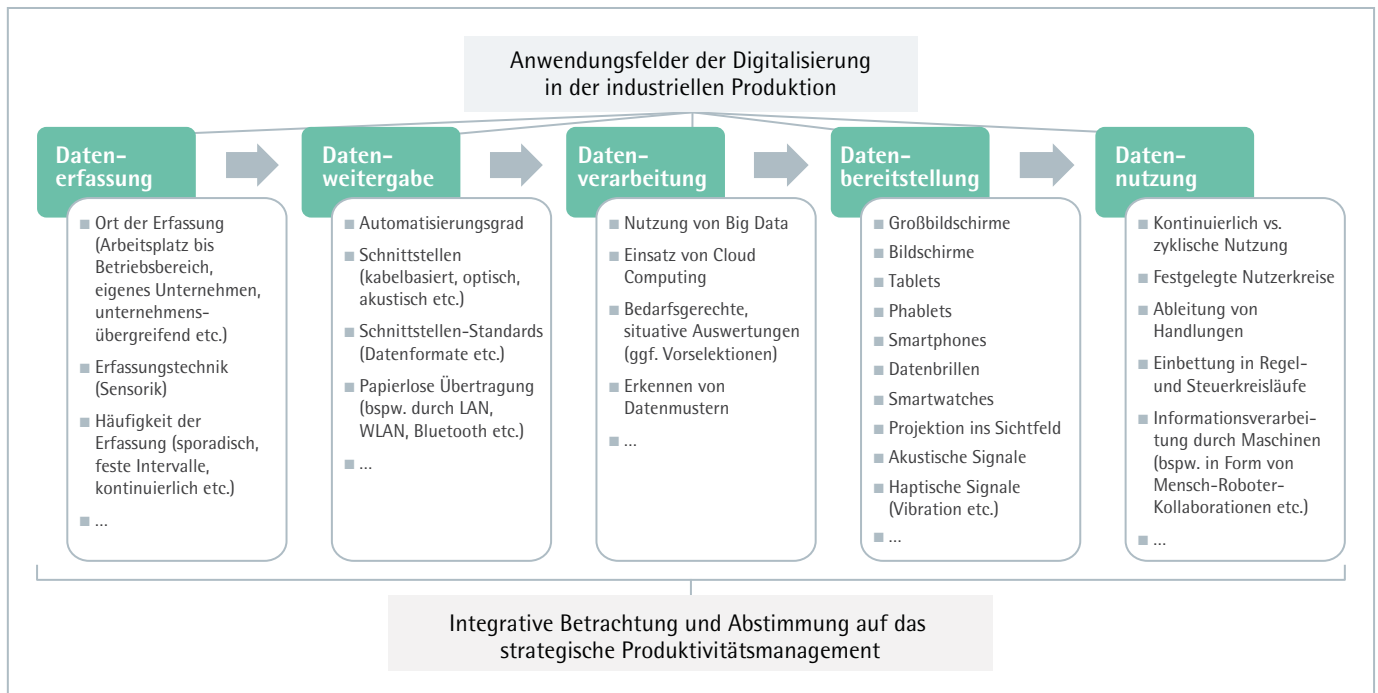 Anwendungsfelder der Digitalisierung
in der industriellen Produktion
Daten-
erfassung
■ Ort der Erfassung
(Arbeitsplatz bis
Betriebsbereich,
eigenes Unternehmen,
unternehmens-
übergreifend etc.)
■ Erfassungstechnik
(Sensorik)
■ Häufigkeit der
Erfassung (sporadisch,
feste Intervalle,
kontinuierlich etc.)
■ ...
Daten-
weitergabe
■ Automatisierungsgrad
■ Schnittstellen
(kabelbasiert, optisch,
akustisch etc.)
■ Schnittstellen-Standards
(Datenformate etc.)
■ Papierlose Übertragung
(bspw. durch LAN,
WLAN, Bluetooth etc.)
■ ...
Daten-
verarbeitung
■ Nutzung von Big Data
■ Einsatz von Cloud
Computing
■ Bedarfsgerechte,
situative Auswertungen
(ggf. Vorselektionen)
■ Erkennen von
Datenmustern
■ ...
Daten-
bereitstellung
■ Großbildschirme
■ Bildschirme
■ Tablets
■ Phablets
■ Smartphones
■ Datenbrillen
■ Smartwatches
■ Projektion ins Sichtfeld
■ Akustische Signale
■ Haptische Signale
(Vibration etc.)
■ ...
Daten-
nutzung
■ Kontinuierlich vs.
zyklische Nutzung
■ Festgelegte Nutzerkreise
■ Ableitung von
Handlungen
■ Einbettung in Regel-
und Steuerkreisläufe
■ Informationsverarbei-
tung durch Maschinen
(bspw. in Form von
Mensch-Roboter-
Kollaborationen etc.)
■ ...
Integrative Betrachtung und Abstimmung auf das
strategische Produktivitätsmanagement